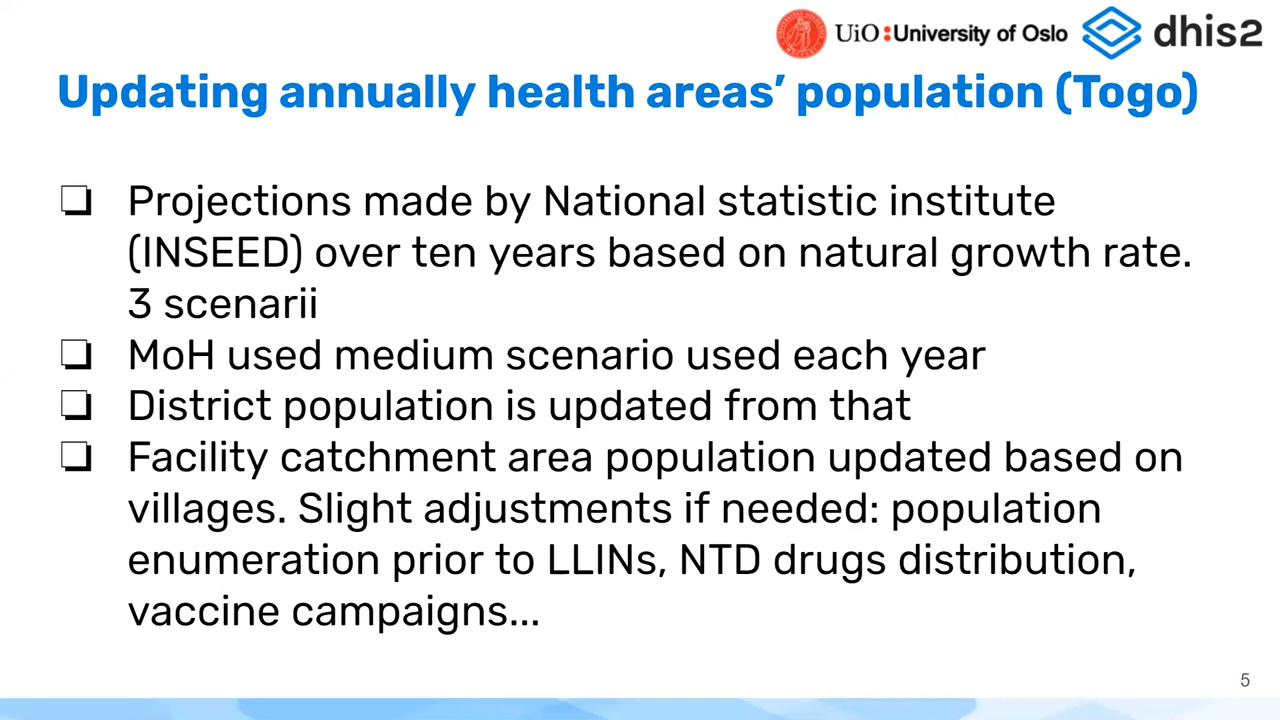 UiO:University of Oslo
dhis2
Updating annually health areas’ population (Togo)
❏ Projections made by National statistic institute
(INSEED) over ten years based on natural growth rate.
3 scenarii
❏ MoH used medium scenario used each year
❏ District population is updated from that
❏ Facility catchment area population updated based on
villages. Slight adjustments if needed: population
enumeration prior to LLINs, NTD drugs distribution,
vaccine campaigns...
5